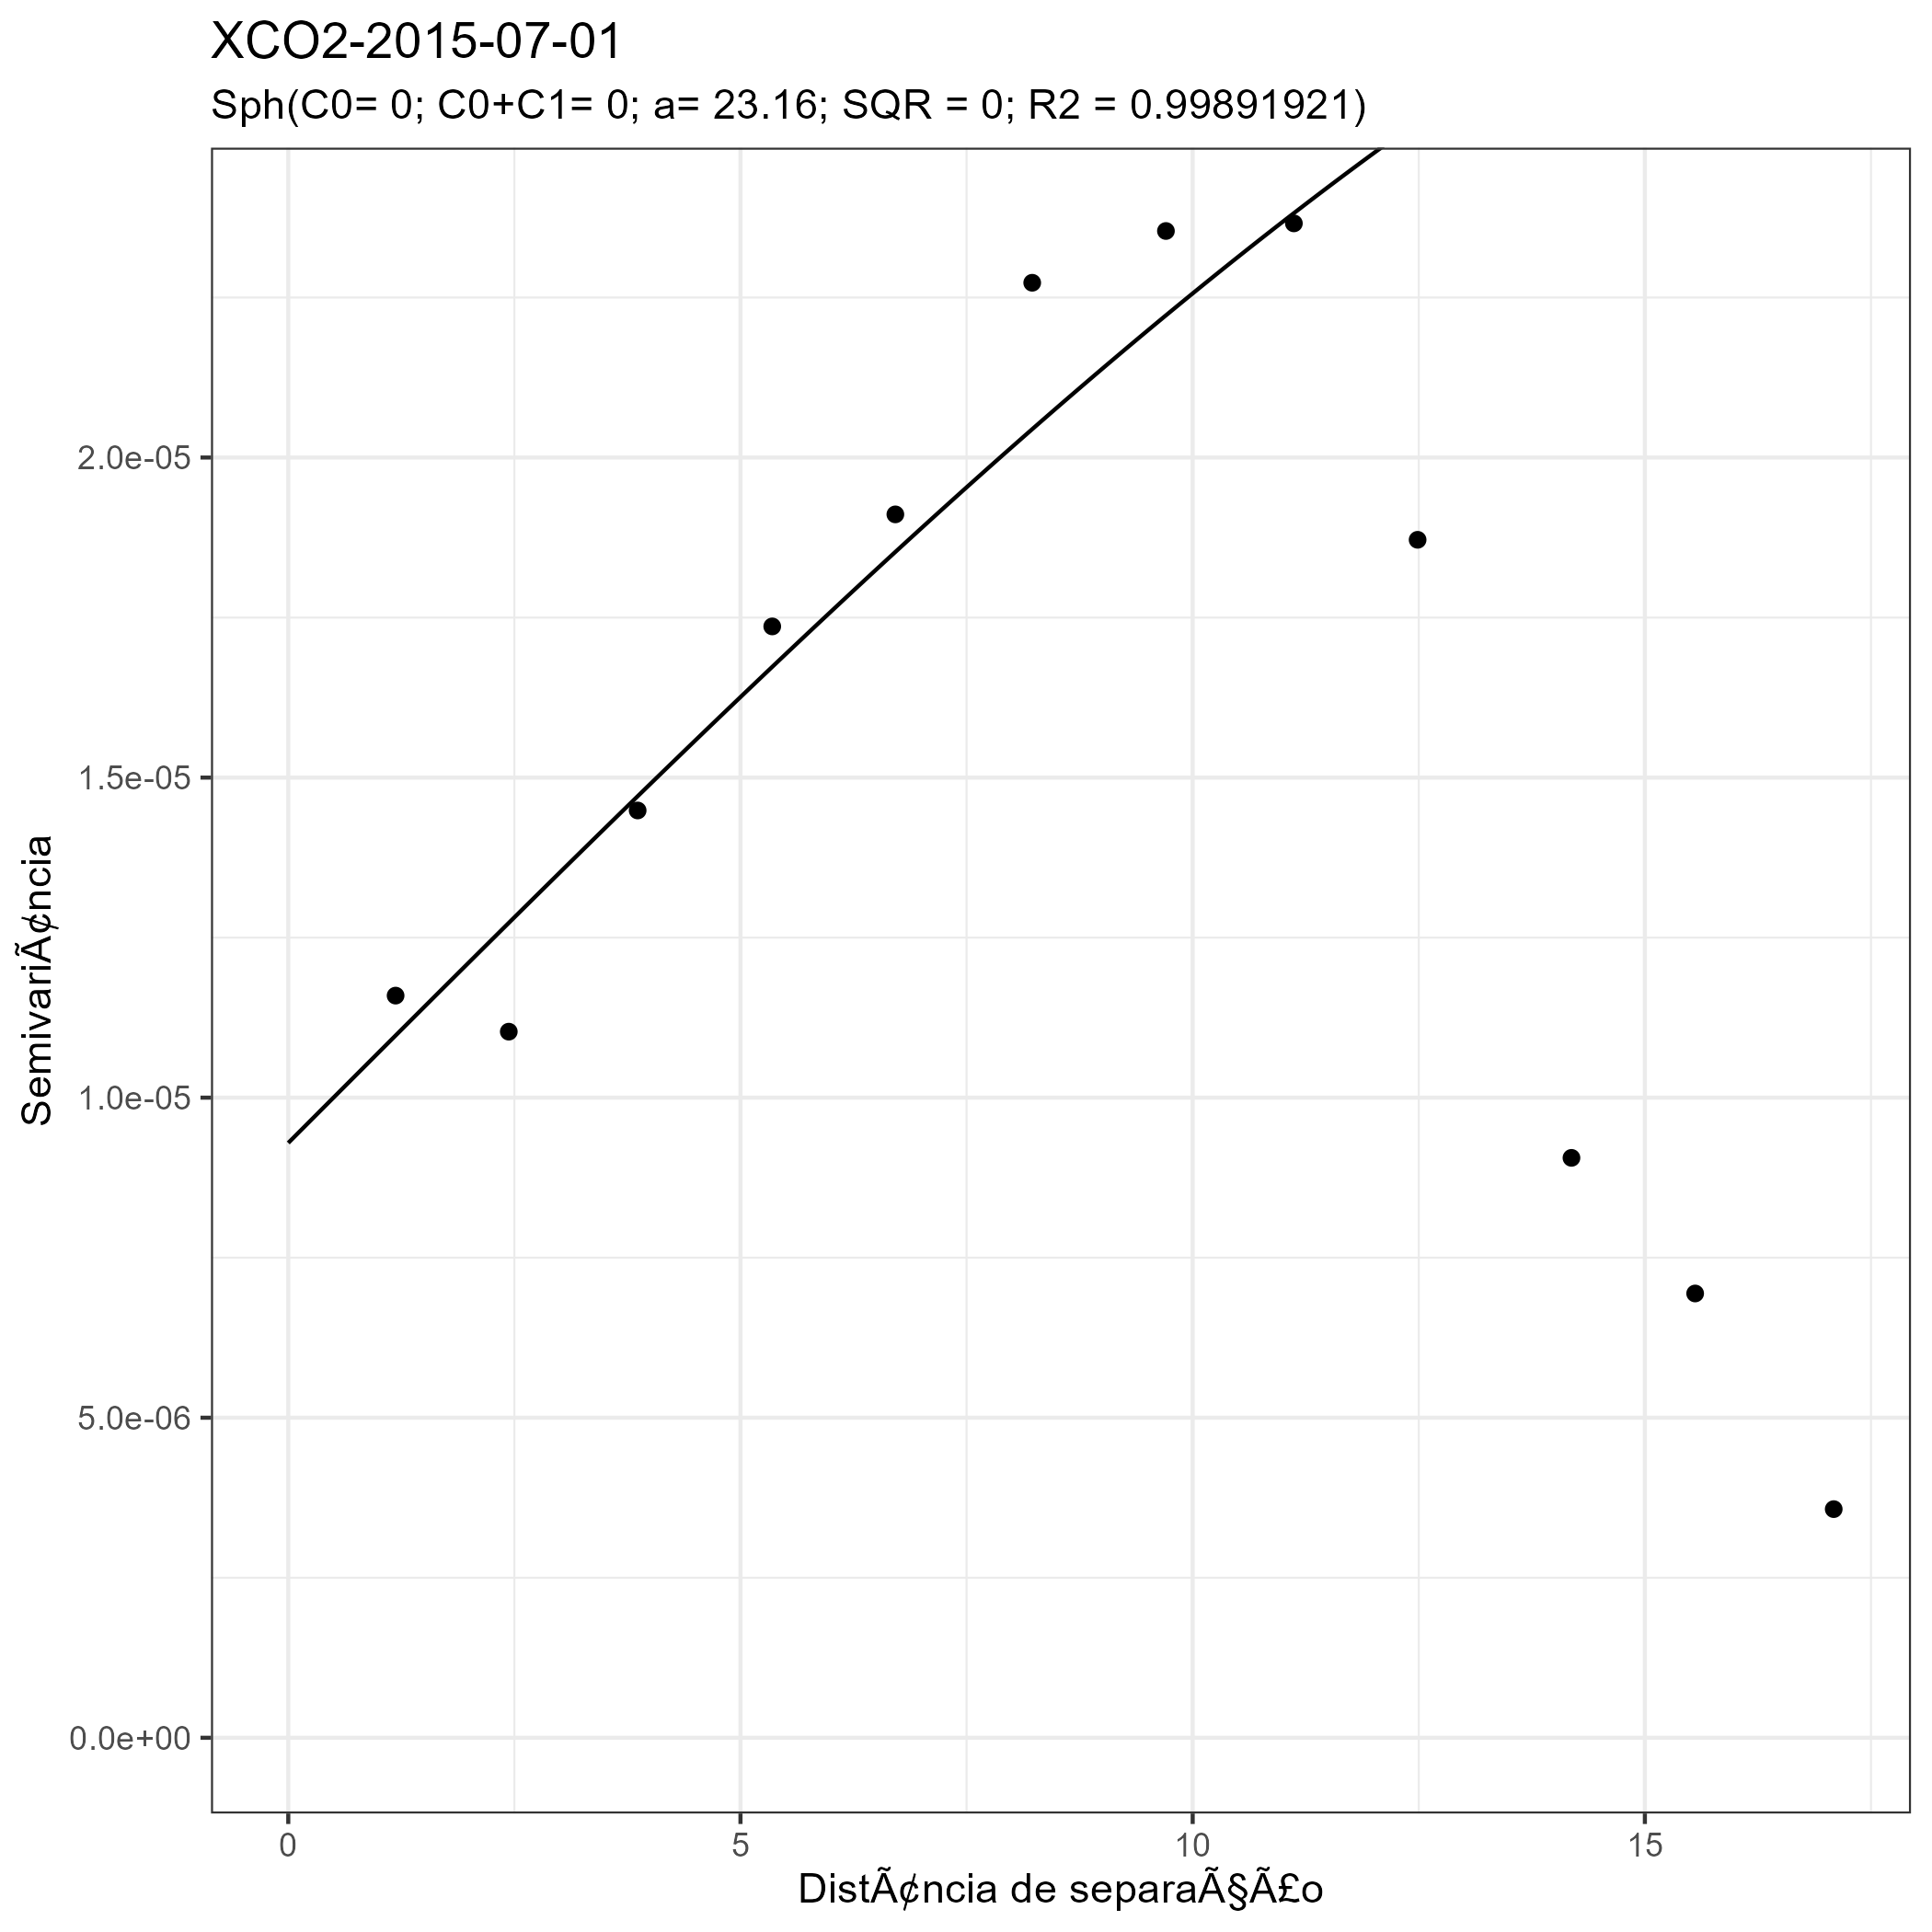 XCO2-2015-07-01
Sph(C0= 0; C0+C1= 0; a= 23.16; SQR = 0; R2 = 0.99891921)
SemivariÃ¢ncia
2.0e-05
1.5e-05
1.0e-05
5.0e-06
0.0e+00
0 5 10 15
DistÃ¢ncia de separaÃ§Ã£o